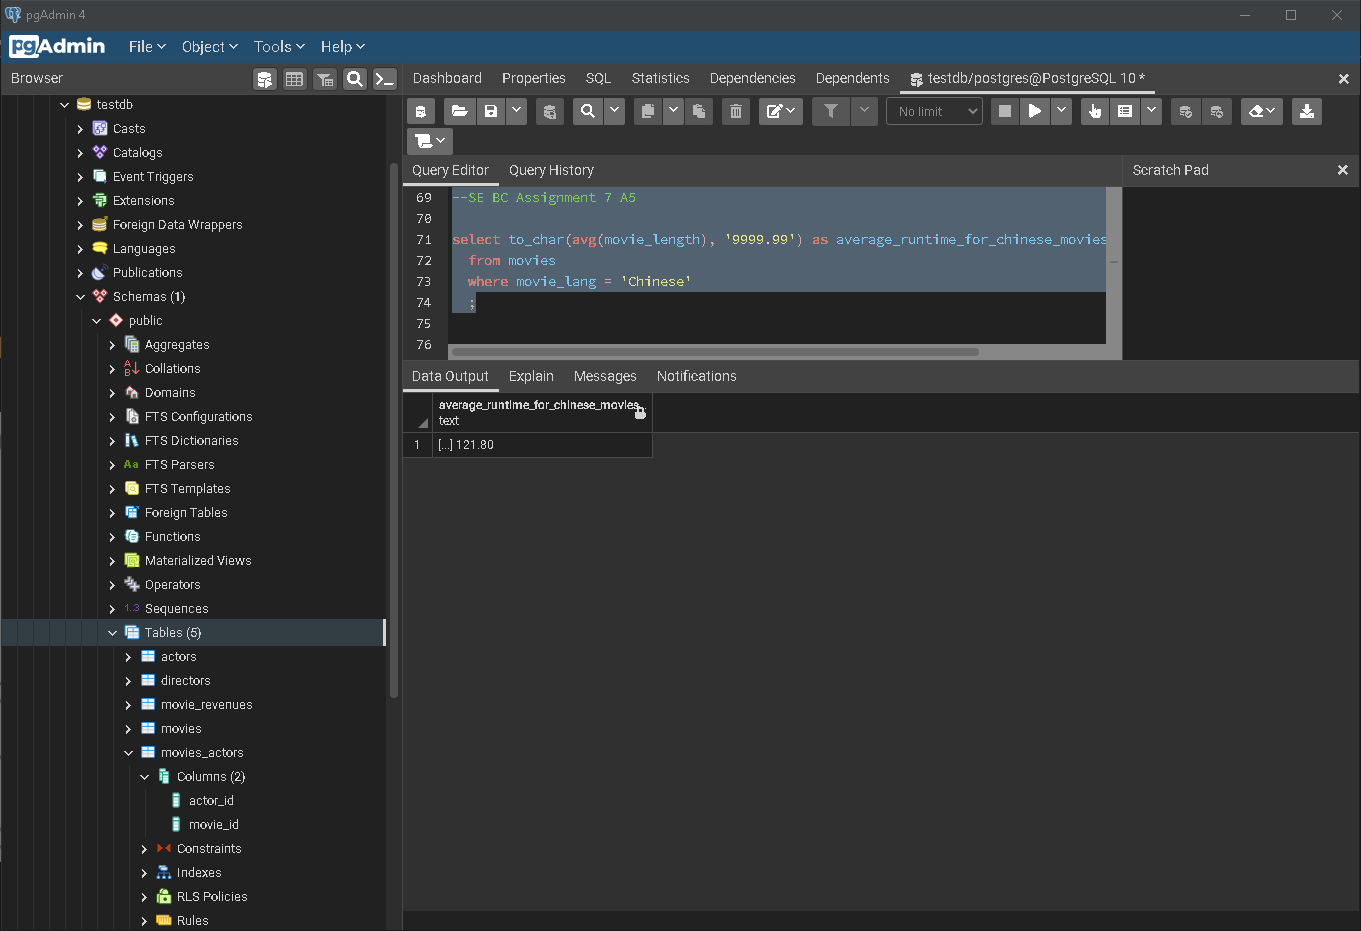 pgAdmin 4
pgAdmin File Object Tools Help
Browser
Dashboard Properties SQL Statistics Dependencies Dependents testdb/postgres@PostgreSQL 10 *
No limit
testdb
Casts
Catalogs
Event Triggers
Extensions
Foreign Data Wrappers
Languages
Publications
Schemas (1)
public
Aggregates
Collations
Domains
FTS Configurations
FTS Dictionaries
Aa FTS Parsers
FTS Templates
Foreign Tables
Functions
Materialized Views
Operators
1.3 Sequences
Tables (5)
actors
directors
movie_revenues
movies
movies_actors
Columns (2)
actor_id
movie_id
Constraints
Indexes
RLS Policies
Rules
Query Editor Query History
Scratch Pad
69 --SE BC Assignment 7 A5
70
71 select to_char(avg(movie_length), '9999.99') as average_runtime_for_chinese_movies
72 from movies
73 where movie_lang = 'Chinese'
74 ;
75
76
Data Output Explain Messages Notifications
average_runtime_for_chinese_movies
text
1 [...] 121.80